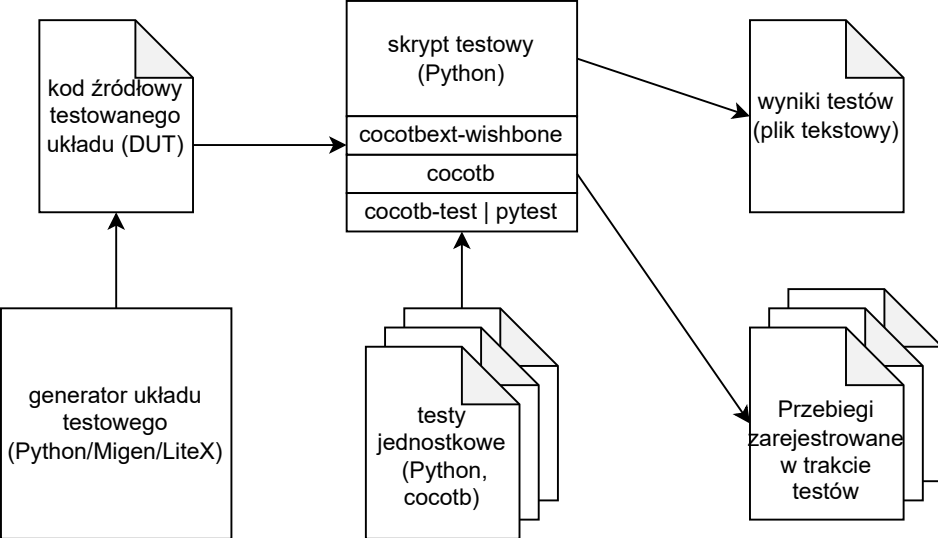 kod źródłowy
testowanego
układu (DUT)
skrypt testowy
(Python)
cocotbext-wishbone
cocotb
cocotb-test | pytest
wyniki testów
(plik tekstowy)
generator układu
testowego
(Python/Migen/LiteX)
testy
jednostkowe
(Python,
cocotb)
Przebiegi
zarejestrowane
w trakcie
testów